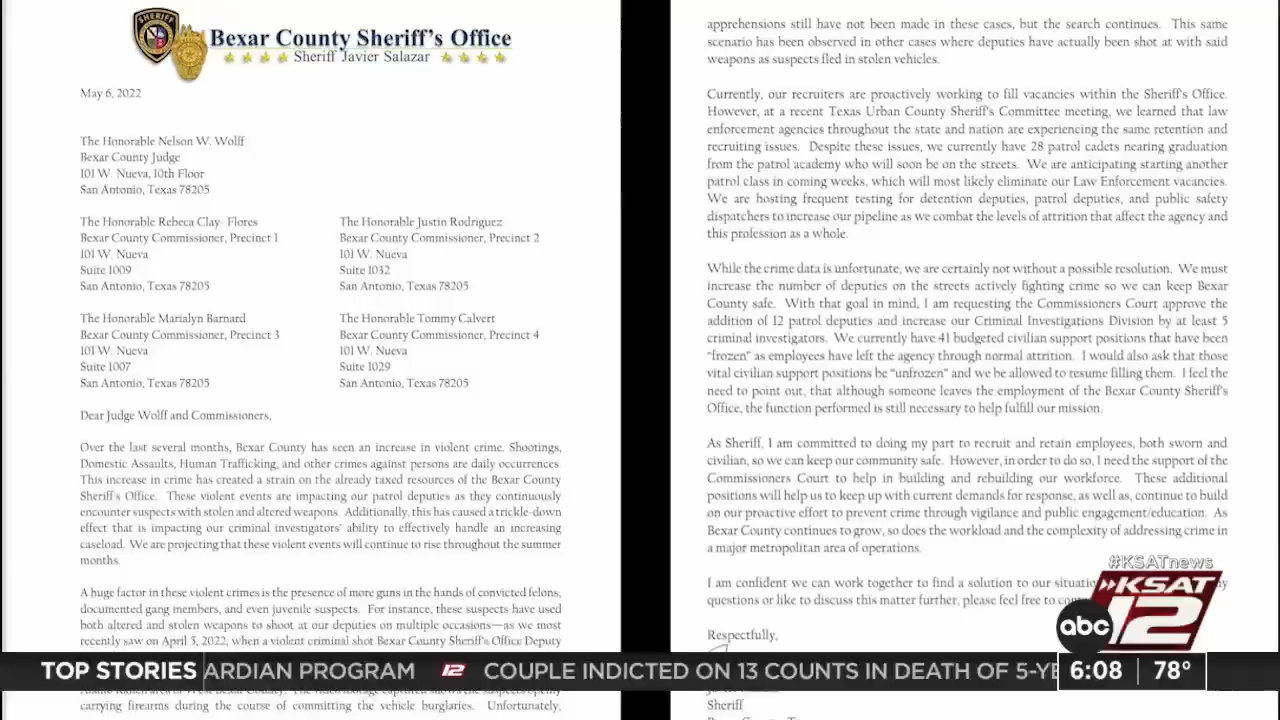 SHERIFF
Bexar County Sheriff's Office
Sheriff Javier Salazar
May 6, 2022
The Honorable Nelson W. Wolff
Bexar County Judge
101 W. Nueva, 10th Floor
San Antonio, Texas 78205
The Honorable Rebeca Clay- Flores
Bexar County Commissioner, Precinct 1
101 W. Nueva
Suite 1009
San Antonio, Texas 78205
The Honorable Justin Rodriguez
Bexar County Commissioner, Precinct 2
101 W. Nueva
Suite 1032
San Antonio, Texas 78205
The Honorable Marialyn Barnard
Bexar County Commissioner, Precinct 3
101 W. Nueva
Suite 1007
San Antonio, Texas 78205
The Honorable Tommy Calvert
Bexar County Commissioner, Precinct 4
101 W. Nueva
Suite 1029
San Antonio, Texas 78205
Dear Judge Wolff and Commissioners,
Over the last several months, Bexar County has seen an increase in violent crime. Shootings,
Domestic Assaults, Human Trafficking, and other crimes against persons are daily occurrences.
This increase in crime has created a strain on the already taxed resources of the Bexar County
Sheriff's Office. These violent events are impacting our patrol deputies as they continuously
encounter suspects with stolen and altered weapons. Additionally, this has caused a trickle-down
effect that is impacting our criminal investigators' ability to effectively handle an increasing
caseload. We are projecting that these violent events will continue to rise throughout the summer
months.
A huge factor in these violent crimes is the presence of more guns in the hands of convicted felons,
documented gang members, and even juvenile suspects. For instance, these suspects have used
both altered and stolen weapons to shoot at our deputies on multiple occasions—as we most
recently saw on April 5, 2022, when a violent criminal shot Bexar County Sheriff's Office Deputy
carrying firearms during the course of committing the vehicle burglaries. Unfortunately,
apprehensions still have not been made in these cases, but the search continues. This same
scenario has been observed in other cases where deputies have actually been shot at with said
weapons as suspects fled in stolen vehicles.
Currently, our recruiters are proactively working to fill vacancies within the Sheriff's Office.
However, at a recent Texas Urban County Sheriff's Committee meeting, we learned that law
enforcement agencies throughout the state and nation are experiencing the same retention and
recruiting issues. Despite these issues, we currently have 28 patrol cadets nearing graduation
from the patrol academy who will soon be on the streets. We are anticipating starting another
patrol class in coming weeks, which will most likely eliminate our Law Enforcement vacancies.
We are hosting frequent testing for detention deputies, patrol deputies, and public safety
dispatchers to increase our pipeline as we combat the levels of attrition that affect the agency and
this profession as a whole.
While the crime data is unfortunate, we are certainly not without a possible resolution. We must
increase the number of deputies on the streets actively fighting crime so we can keep Bexar
County safe. With that goal in mind, I am requesting the Commissioners Court approve the
addition of 12 patrol deputies and increase our Criminal Investigations Division by at least 5
criminal investigators. We currently have 41 budgeted civilian support positions that have been
"frozen" as employees have left the agency through normal attrition. I would also ask that those
vital civilian support positions be "unfrozen" and we be allowed to resume filling them. I feel the
need to point out, that although someone leaves the employment of the Bexar County Sheriff's
Office, the function performed is still necessary to help fulfill our mission.
As Sheriff, I am committed to doing my part to recruit and retain employees, both sworn and
civilian, so we can keep our community safe. However, in order to do so, I need the support of the
Commissioners Court to help in building and rebuilding our workforce. These additional
positions will help us to keep up with current demands for response, as well as, continue to build
on our proactive effort to prevent crime through vigilance and public engagement/education. As
Bexar County continues to grow, so does the workload and the complexity of addressing crime in
a major metropolitan area of operations.
I am confident we can work together to find a solution to our
questions or like to discuss this matter further, please feel free to
Respectfully,
Sheriff
#KSATnews
KSAT
abc 12
TOP STORIES ARDIAN PROGRAM 12 COUPLE INDICTED ON 13 COUNTS IN DEATH OF 5-YE 6:08 78°